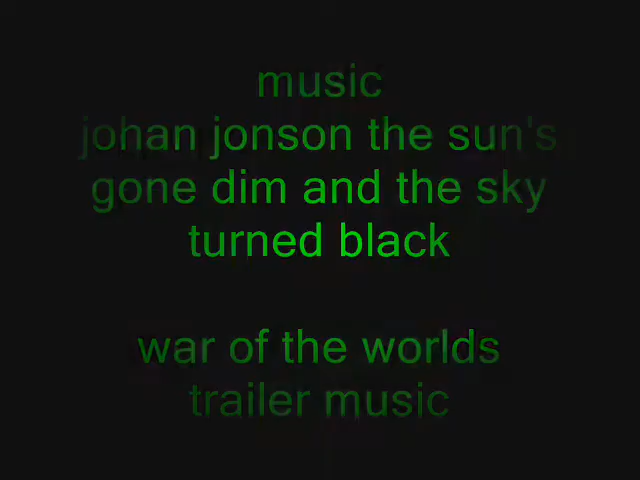 music
johan jonson the sun's
gone dim and the sky
turned black
war of the worlds
trailer music